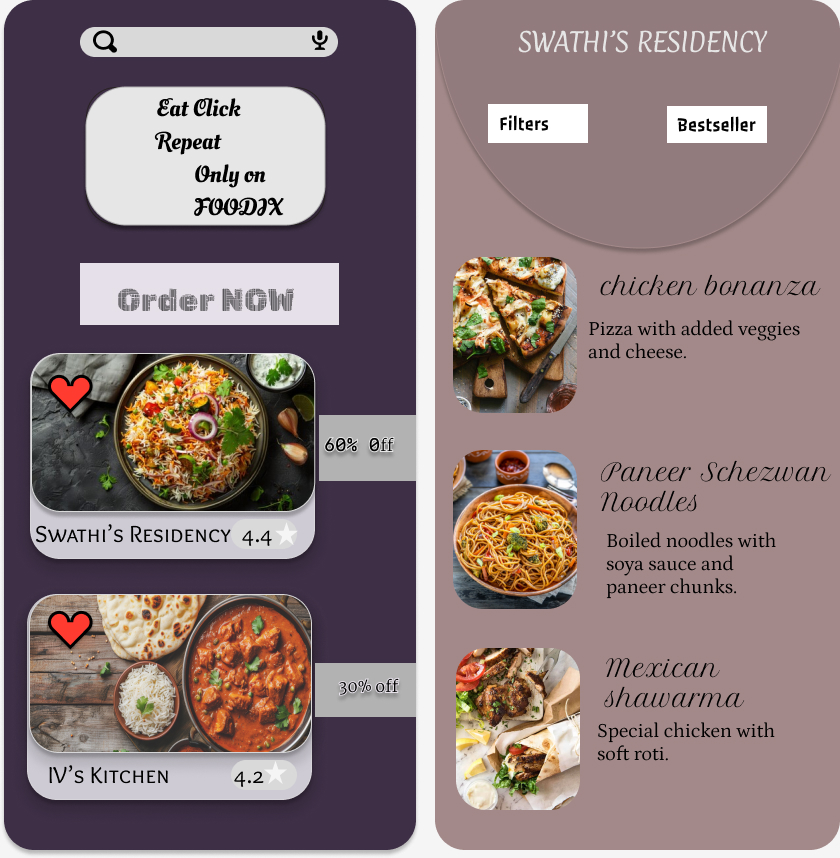 Eat Click
Repeat
Only on
FOODIX
Order NOW
60% Off
Swathi's Residency 4.4
30% off
IV's Kitchen 4.2
SWATHI'S RESIDENCY
Filters
Bestseller
chicken bonanza
Pizza with added veggies
and cheese.
Paneer Schezwan
Noodles
Boiled noodles with
soya sauce and
paneer chunks.
Mexican
shawarma
Special chicken with
soft roti.